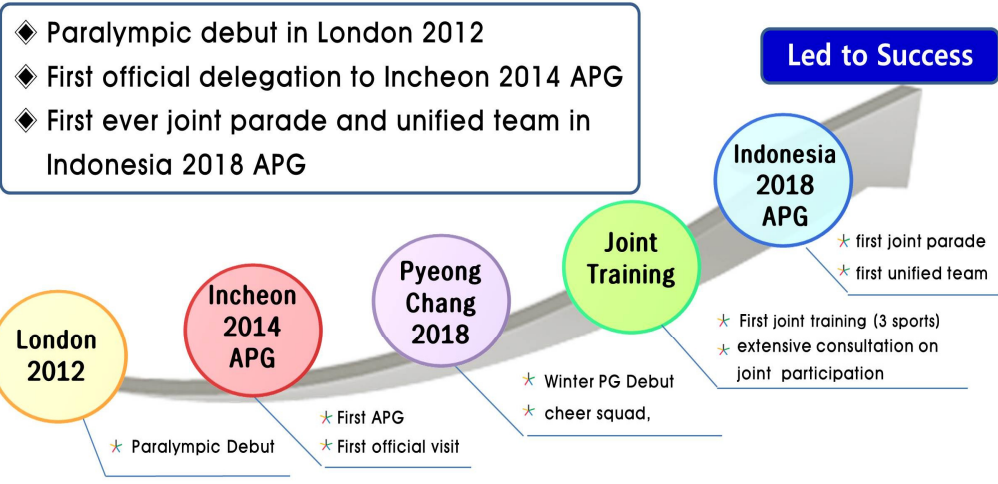 ◈ Paralympic debut in London 2012
◈ First official delegation to Incheon 2014 APG
◈ First ever joint parade and unified team in
Indonesia 2018 APG
Led to Success
London
2012
* Paralympic Debut
Incheon
2014
APG
* First APG
* First official visit
Pyeong
Chang
2018
* Winter PG Debut
* cheer squad,
Joint
Training
* First joint training (3 sports)
* extensive consultation on
joint participation
Indonesia
2018
APG
* first joint parade
* first unified team